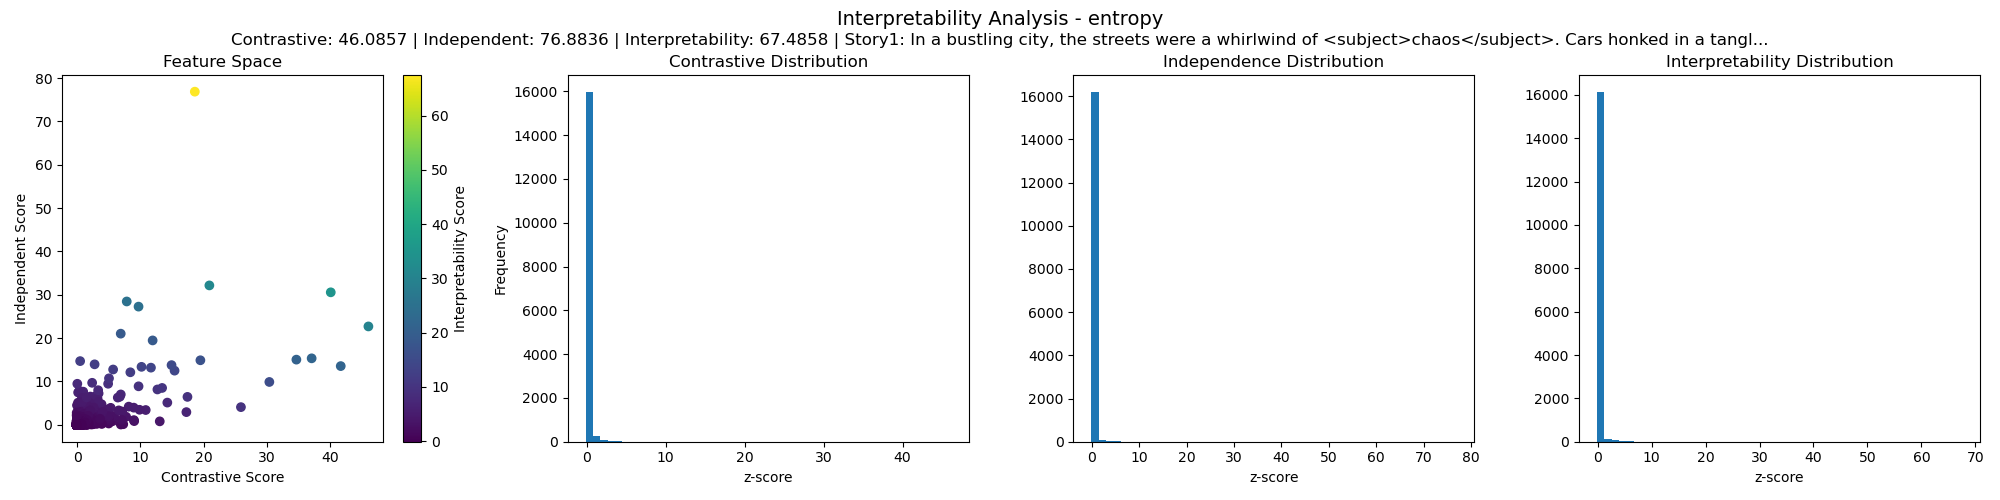 Interpretability Analysis - entropy
Contrastive: 46.0857 | Independent: 76.8836 | Interpretability: 67.4858 | Story1: In a bustling city, the streets were a whirlwind of <subject>chaos</subject>. Cars honked in a tangl...
Feature Space
80
70
60
50
40
30
20
10
0
Independent Score
0 10 20 30 40
Contrastive Score
60
50
40
30
20
10
0
Interpretability Score
Contrastive Distribution
16000
14000
12000
10000
8000
6000
4000
2000
0
Frequency
0 10 20 30 40
z-score
Independence Distribution
16000
14000
12000
10000
8000
6000
4000
2000
0
0 10 20 30 40 50 60 70 80
z-score
Interpretability Distribution
16000
14000
12000
10000
8000
6000
4000
2000
0
0 10 20 30 40 50 60 70
z-score